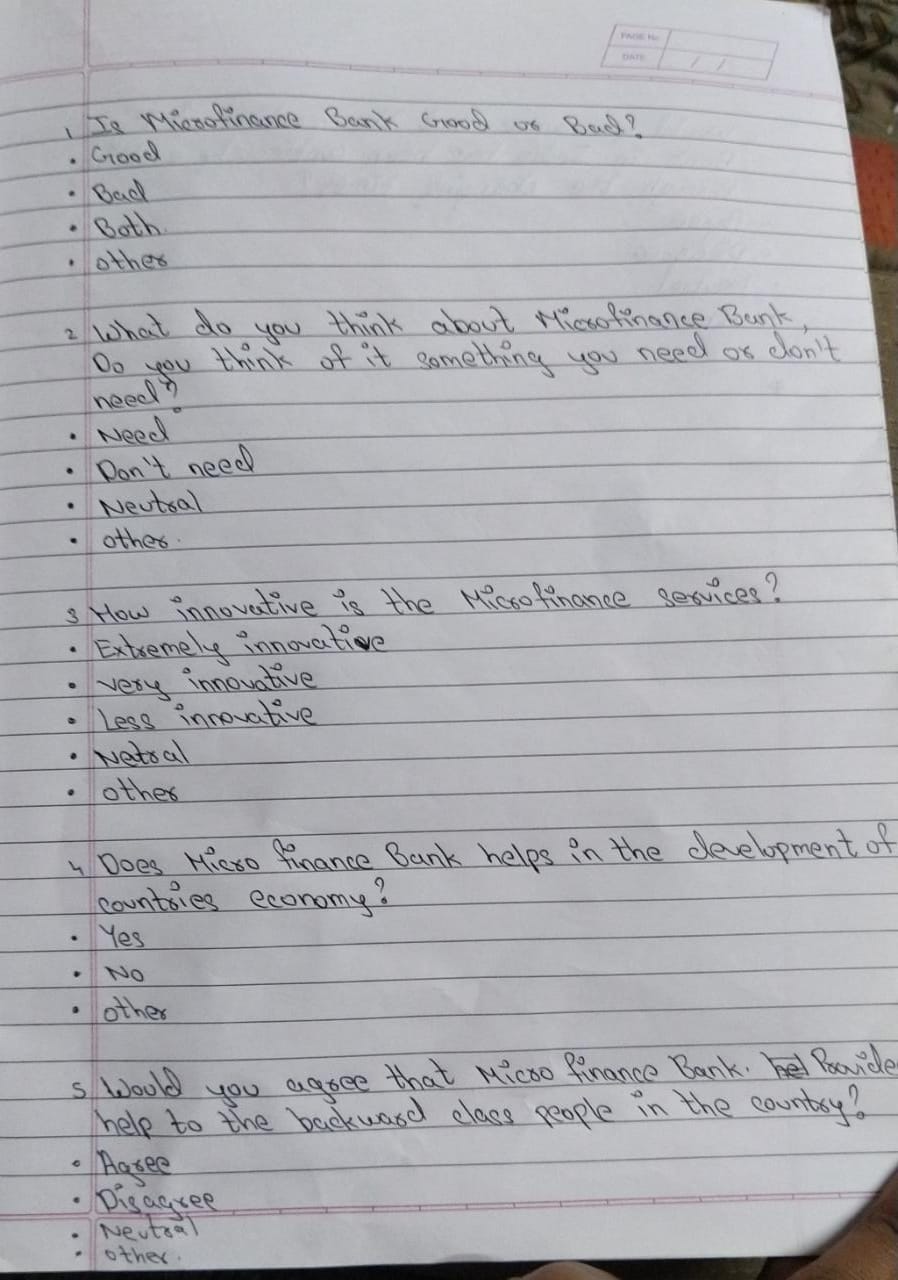 PAGE No.
DATE / /
1 Is Microfinance Bank Good or Bad?
• Good
• Bad
• Both.
• other
2 What do you think about Microfinance Bank,
Do you think of it something you need or don't
need?
• Need
• Don't need
• Neutral
• other.
3 How innovative is the Microfinance services?
• Extremely innovative
• very innovative
• Less innovative
• Netral
• other
4 Does Micro finance Bank helps in the development of
countries economy?
• Yes
• No
• other
5 Would you agree that Micro finance Bank. Provide
help to the backward class people in the country?
• Agree
• Disagree
• Neutral
• other.